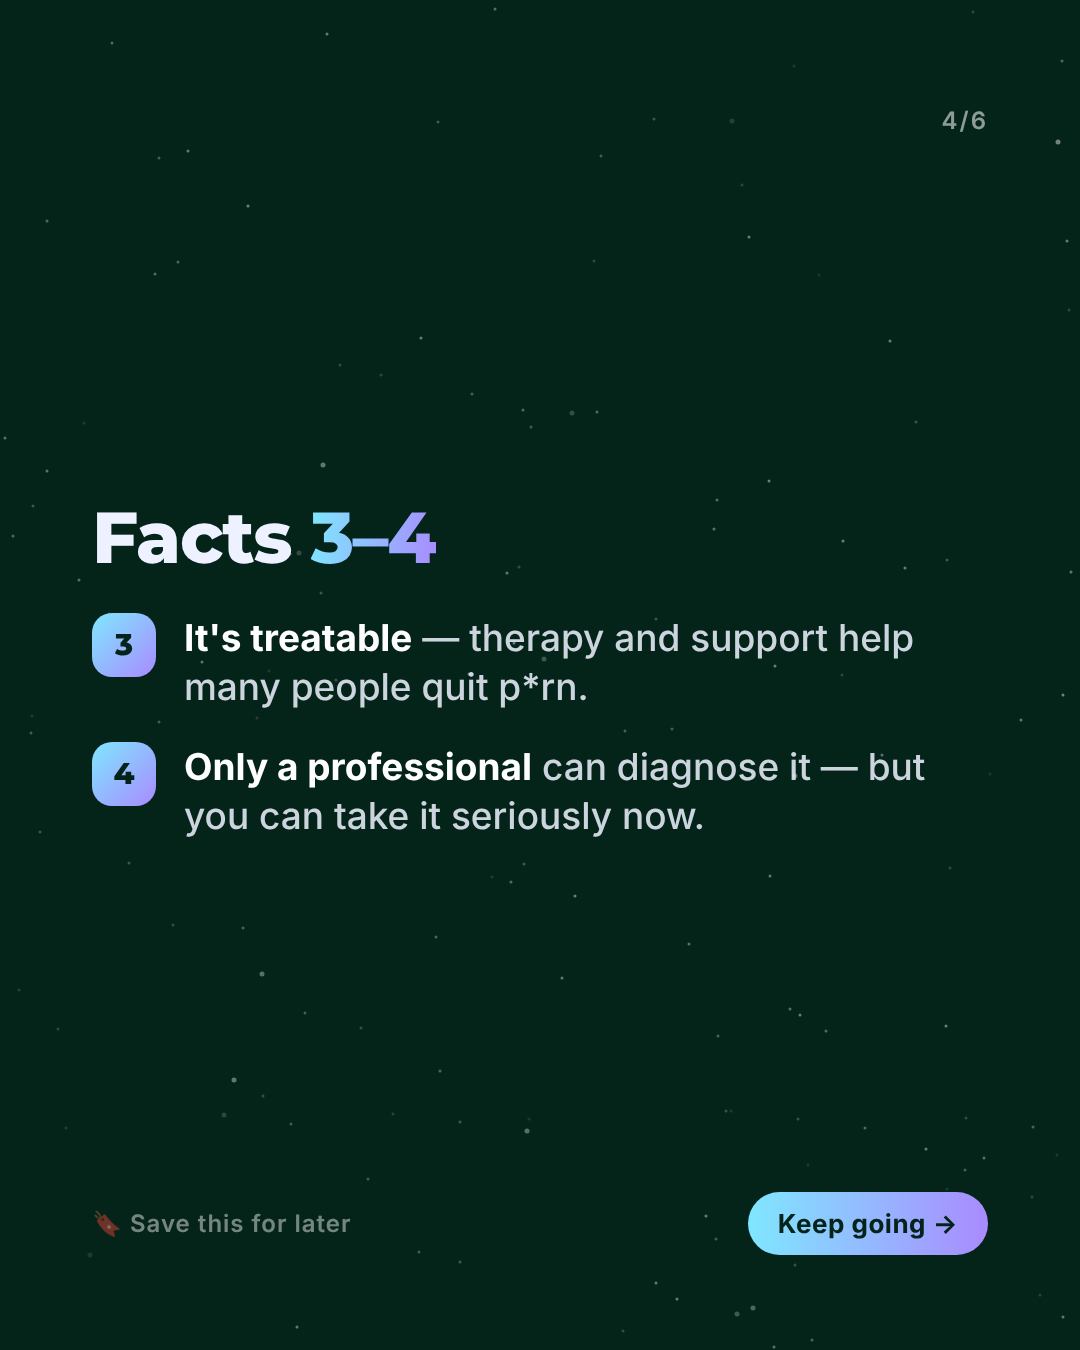 4/6
Facts 3–4
3
It's treatable — therapy and support help
many people quit p*rn.
4
Only a professional can diagnose it — but
you can take it seriously now.
🔖 Save this for later
Keep going →